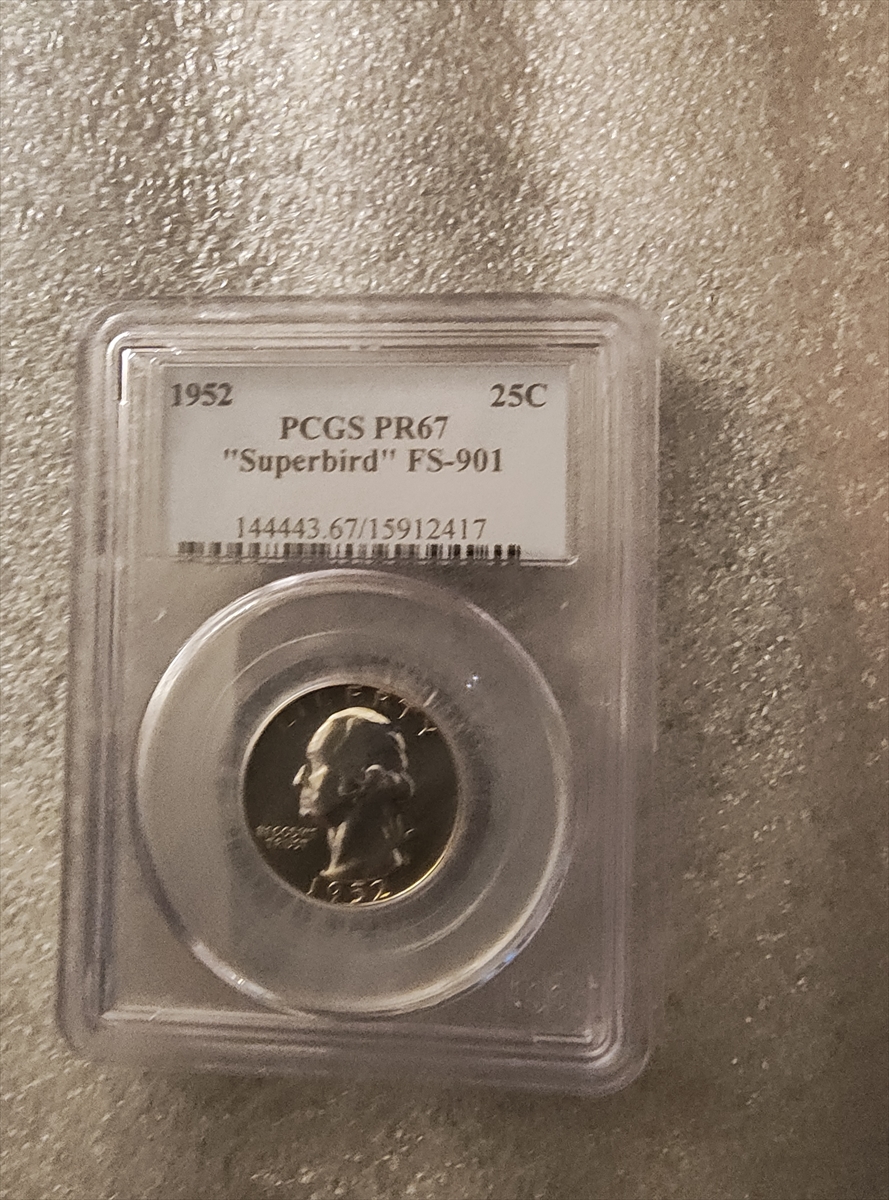 1952 25C
PCGS PR67
"Superbird" FS-901
144443.67/15912417
LIBERTY
IN GOD WE
TRUST
1952